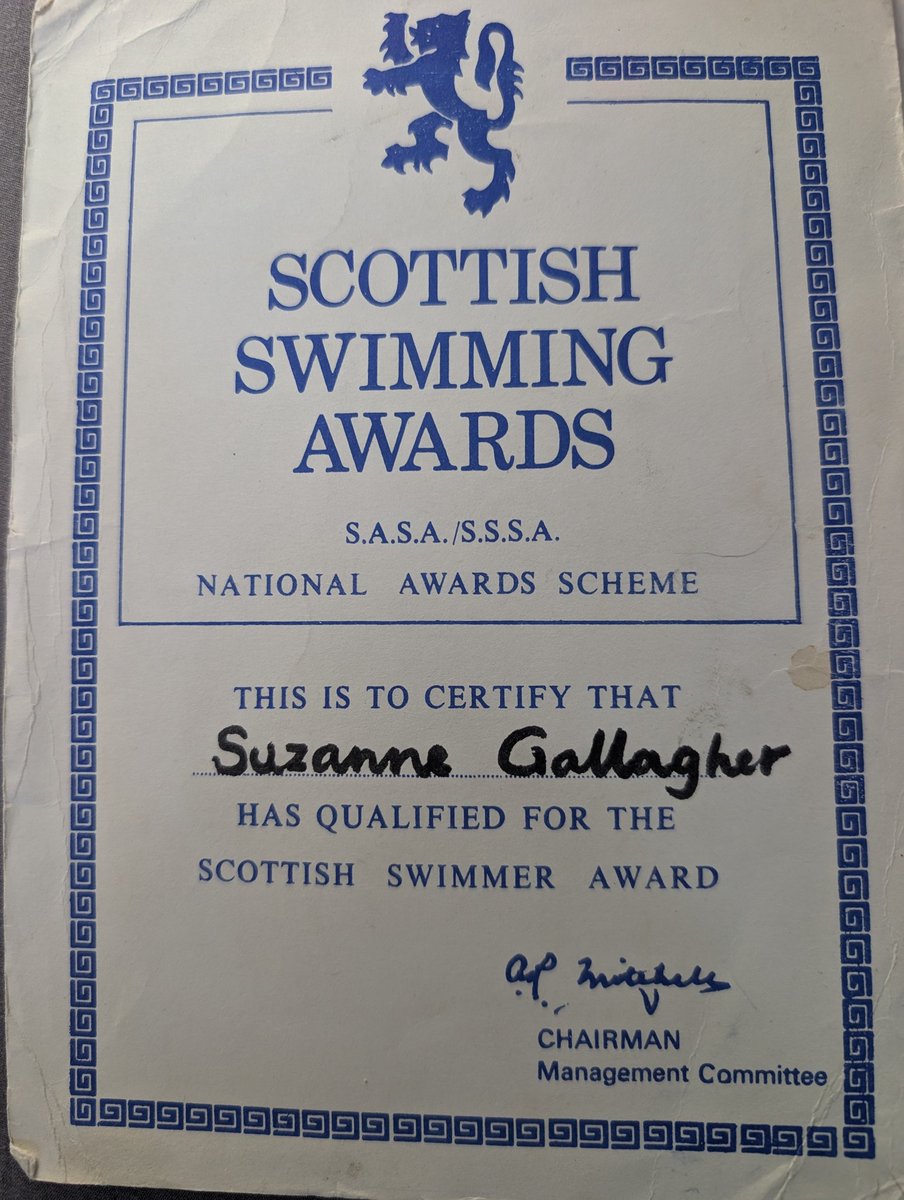 SCOTTISH
SWIMMING
AWARDS
S.A.S.A./S.S.S.A.
NATIONAL AWARDS SCHEME
THIS IS TO CERTIFY THAT
Suzanne Gallagher
HAS QUALIFIED FOR THE
SCOTTISH SWIMMER AWARD
Mitchell
CHAIRMAN
Management Committee